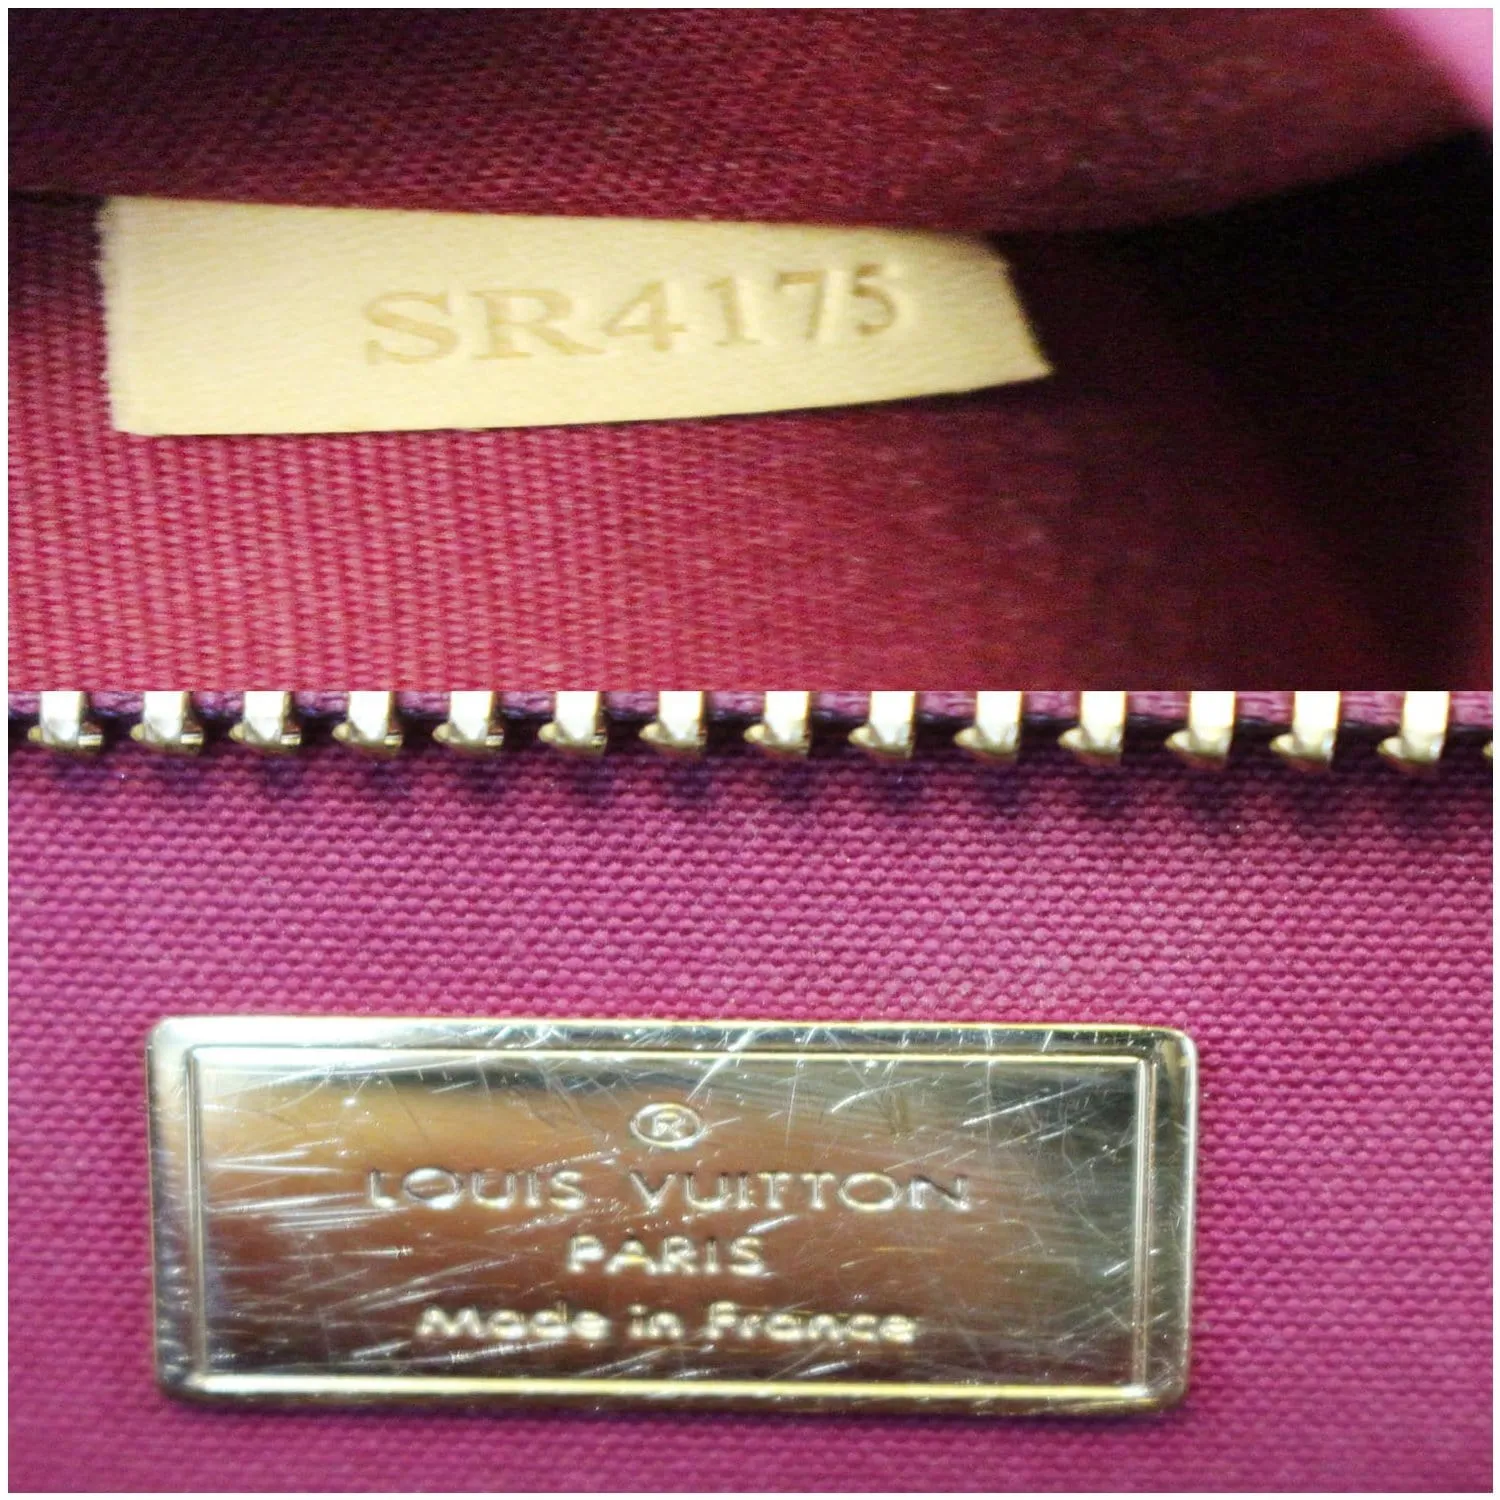 SR4175
®
LOUIS VUITTON
PARIS
Made in France